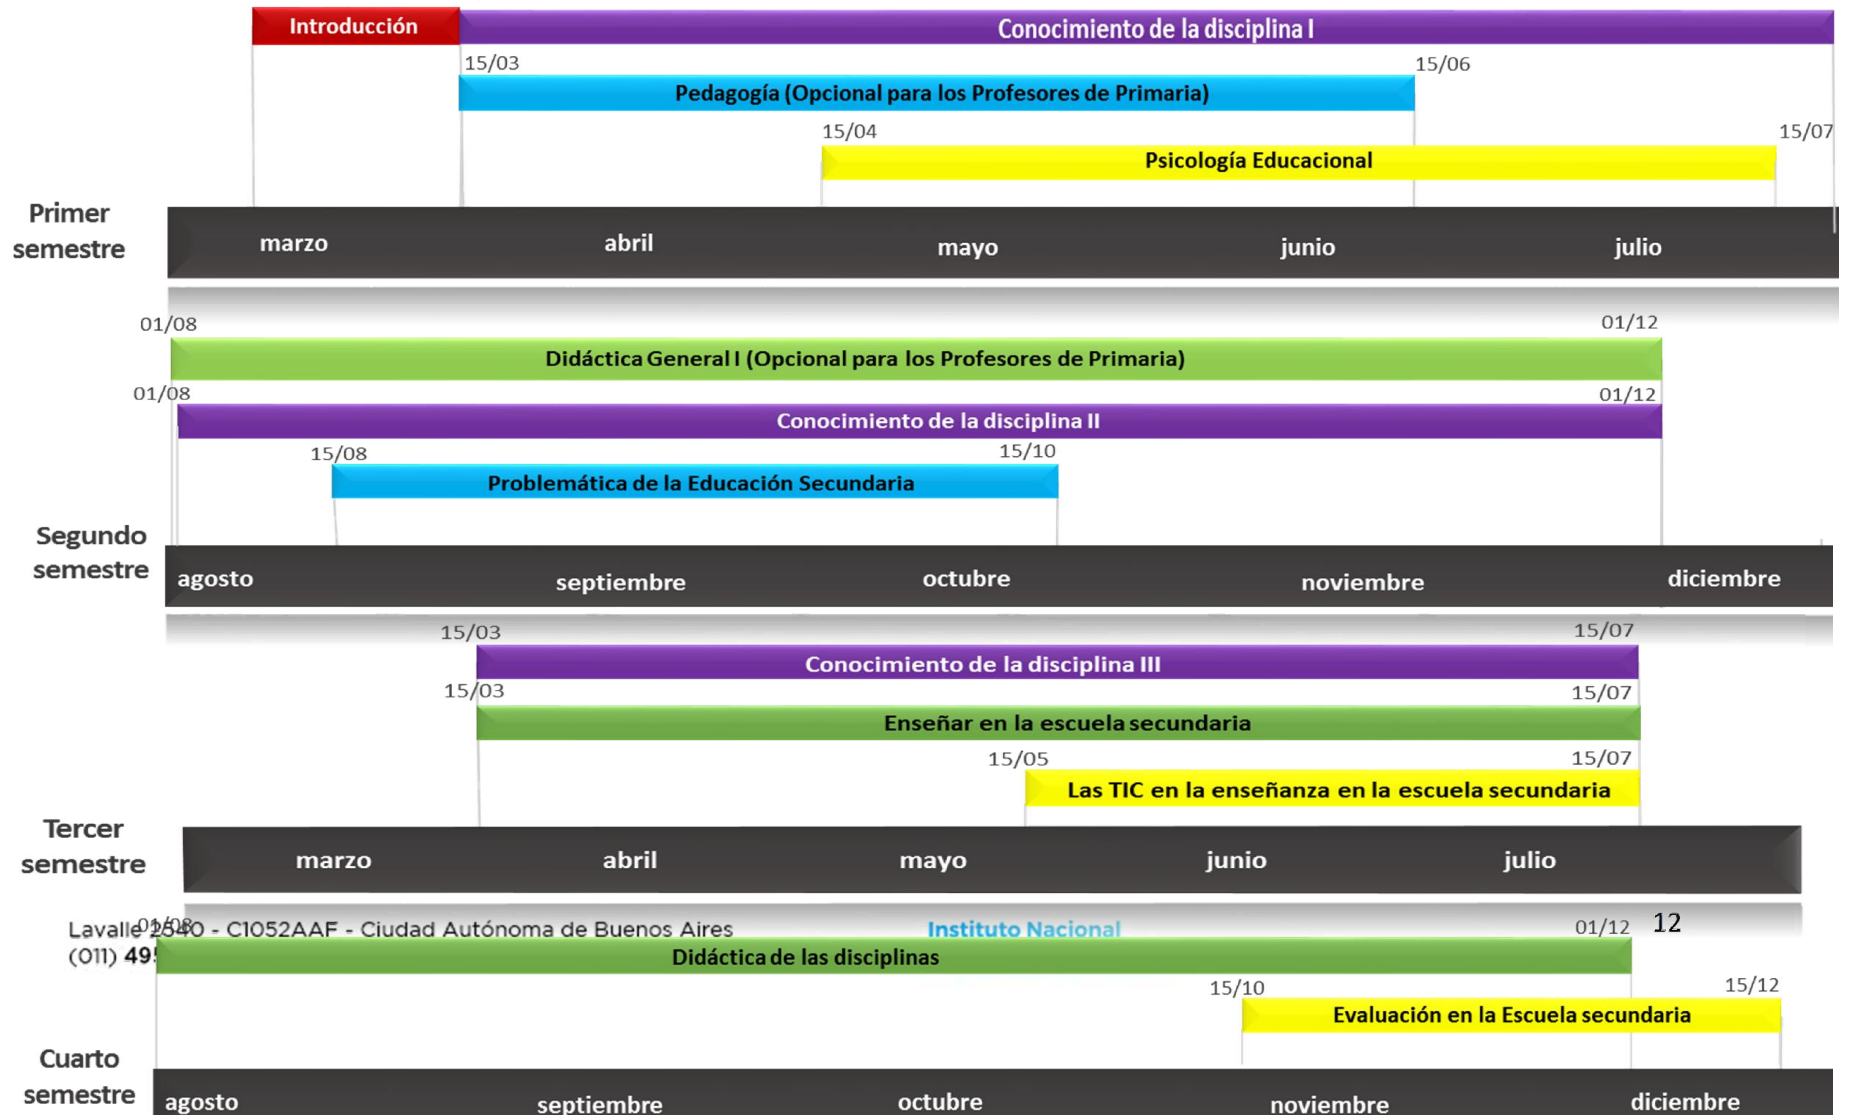 Introducción
Conocimiento de la disciplina I
15/03
15/06
Pedagogía (Opcional para los Profesores de Primaria)
15/04
15/07
Psicología Educacional
Primer
semestre
marzo
abril
mayo
junio
julio
01/08
01/12
Didáctica General I (Opcional para los Profesores de Primaria)
01/08
01/12
Conocimiento de la disciplina II
15/08
15/10
Problemática de la Educación Secundaria
Segundo
semestre
agosto
septiembre
octubre
noviembre
diciembre
15/03
15/07
Conocimiento de la disciplina III
15/03
15/07
Enseñar en la escuela secundaria
15/05
15/07
Las TIC en la enseñanza en la escuela secundaria
Tercer
semestre
marzo
abril
mayo
junio
julio
01/08
Lavalle 2540 - C1052AAF - Ciudad Autónoma de Buenos Aires
Instituto Nacional
01/12
12
(011) 49
Didáctica de las disciplinas
15/10
15/12
Evaluación en la Escuela secundaria
Cuarto
semestre
agosto
septiembre
octubre
noviembre
diciembre